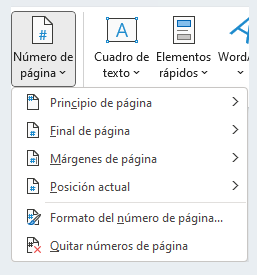 Número de página
Cuadro de texto
Elementos rápidos
WordA
Principio de página
Final de página
Márgenes de página
Posición actual
Formato del número de página...
Quitar números de página